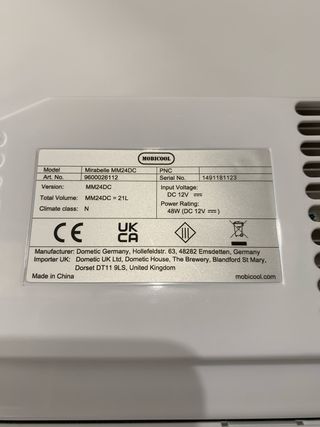 MOBICOOL
Model Mirabelle MM24DC PNC
Art. No. 9600026112 Serial No. 1491181123
Version: MM24DC Input Voltage:
DC 12V ⎓
Total Volume: MM24DC = 21L Power Rating:
Climate class: N 48W (DC 12V ⎓)
CE UK CA
Manufacturer: Dometic Germany, Hollefeldstr. 63, 48282 Emsdetten, Germany
Importer UK: Dometic UK Ltd, Dometic House, The Brewery, Blandford St Mary,
Dorset DT11 9LS, United Kingdom
Made in China mobicool.com